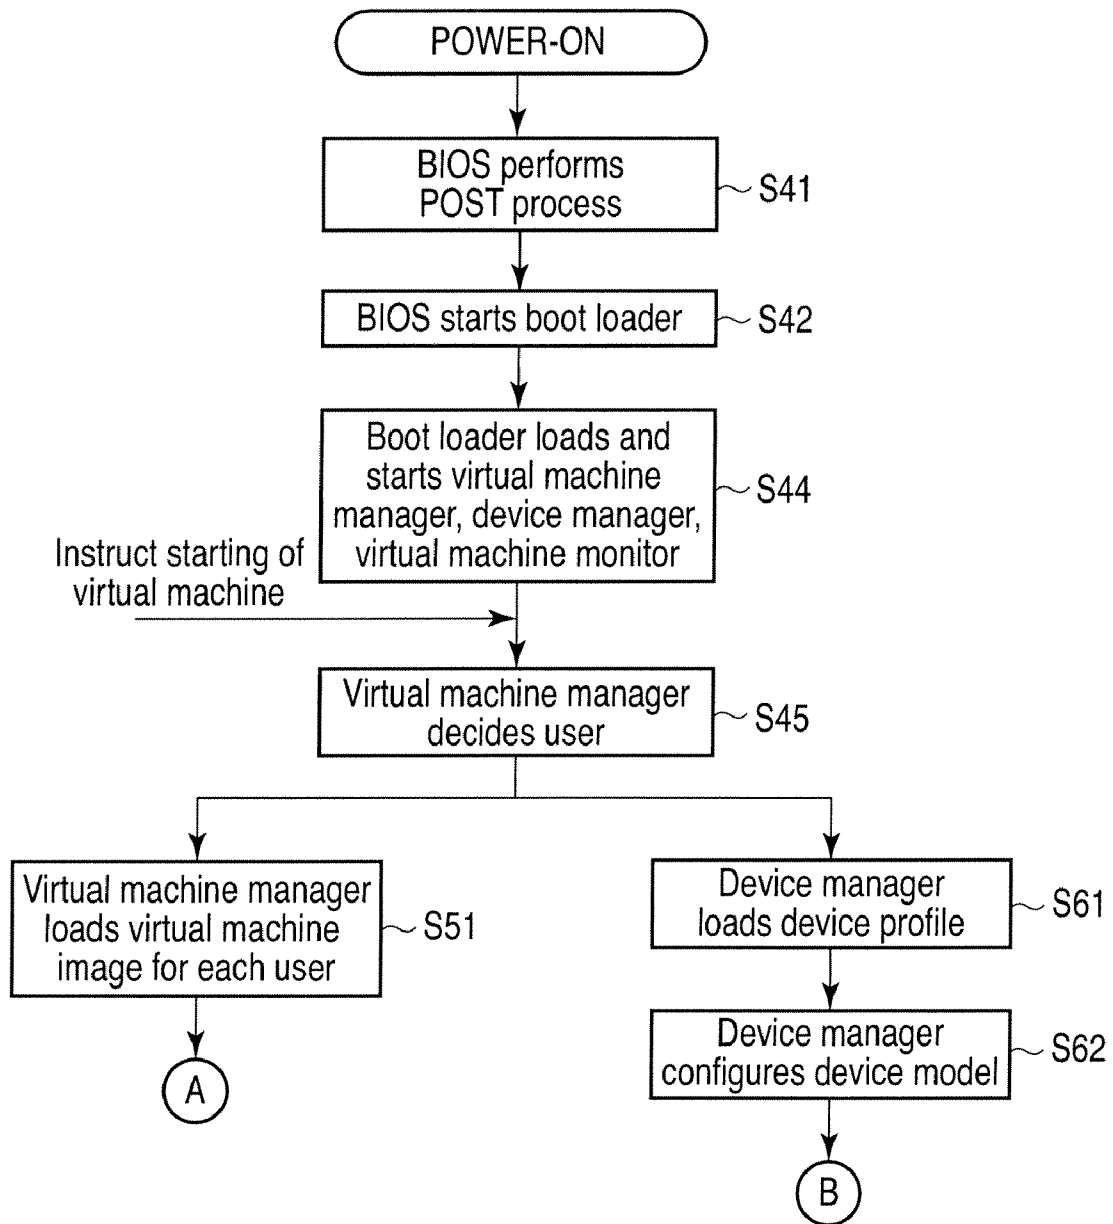 POWER-ON
BIOS performs
POST process
S41
BIOS starts boot loader
S42
Boot loader loads and
starts virtual machine
manager, device manager,
virtual machine monitor
S44
Instruct starting of
virtual machine
Virtual machine manager
decides user
S45
Virtual machine manager
loads virtual machine
image for each user
S51
A
Device manager
loads device profile
S61
Device manager
configures device model
S62
B